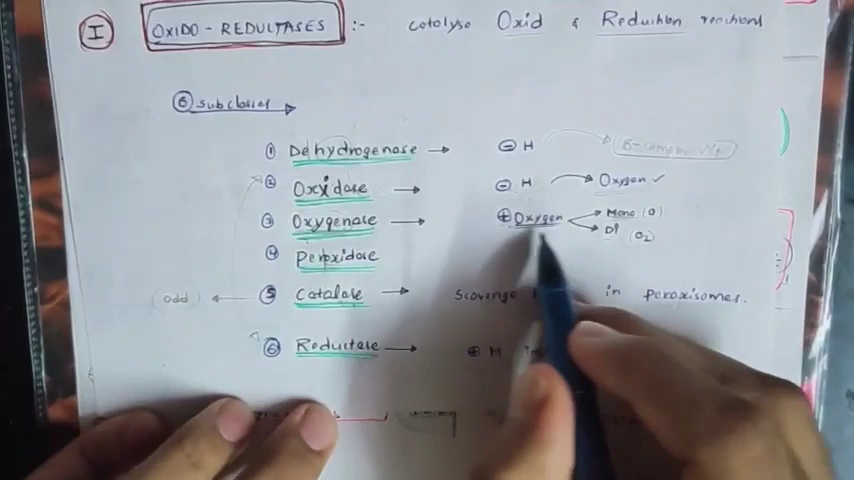 I OXIDO-REDUCTASES :- catalyse Oxid & Reduction reactions
⑥ subclasses →
① Dehydrogenase → ⊖ H → B-complex
② Oxidase → ⊖ H → Oxygen ✓
③ Oxygenase → ⊕ Oxygen → Mono (O)
→ Di (O2)
④ Peroxidase
(odd) ← ⑤ Catalase → Scavenge in peroxisomes.
⑥ Reductase → ⊕ H